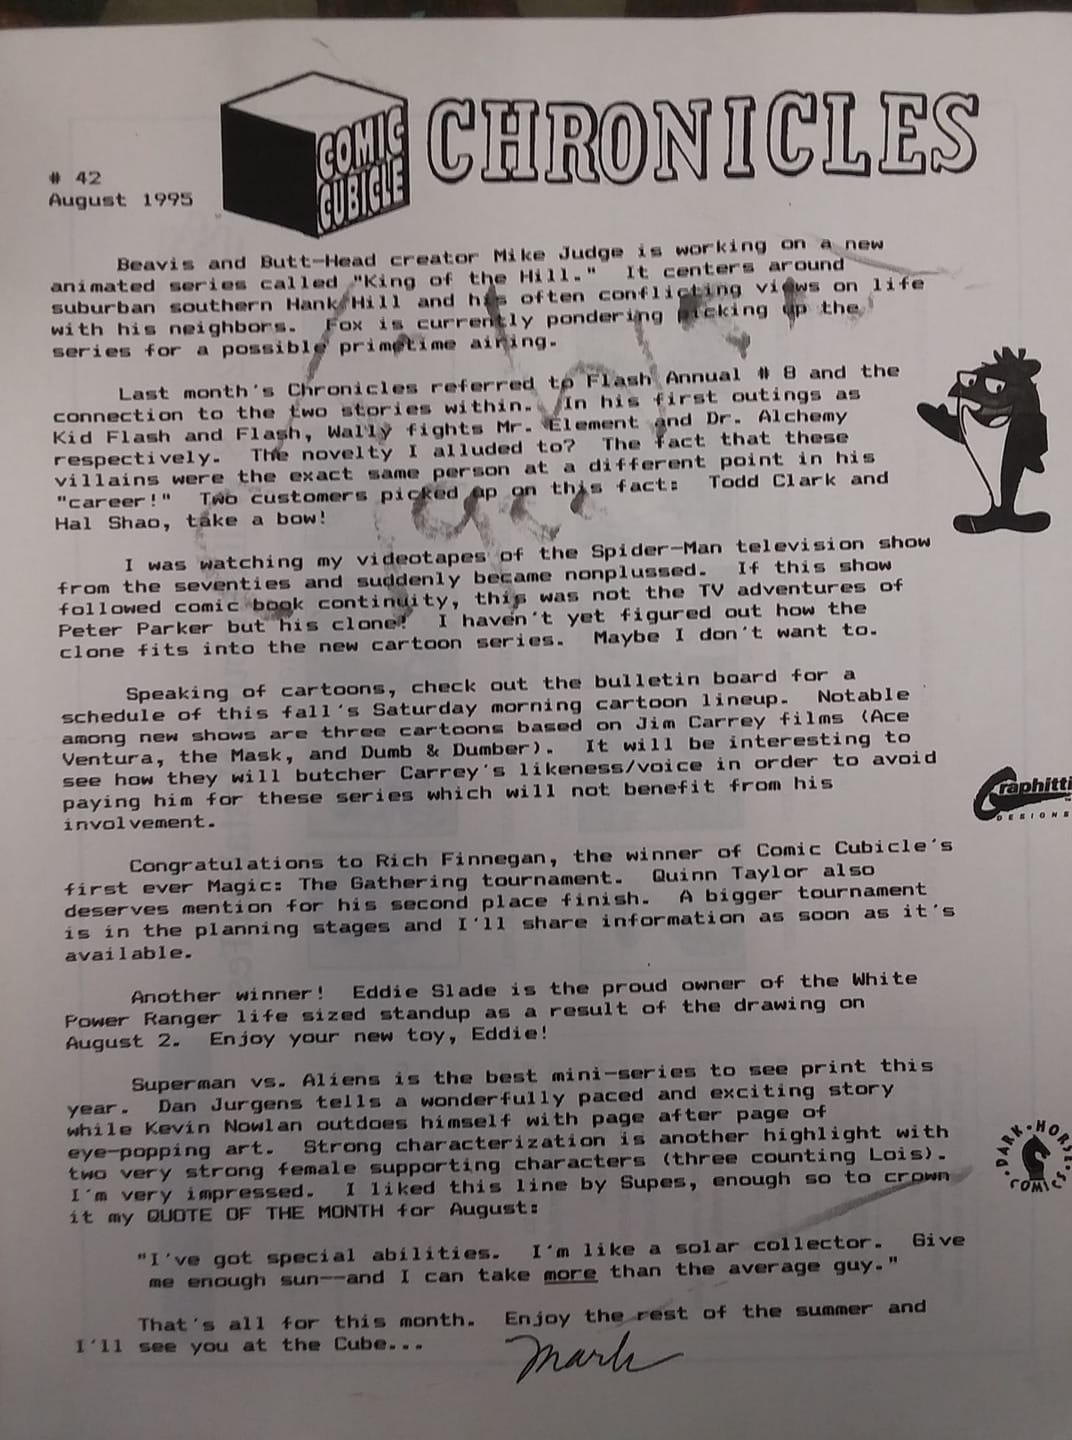 COMIC CUBICLE CHRONICLES
# 42
August 1995
Beavis and Butt-Head creator Mike Judge is working on a new
animated series called "King of the Hill." It centers around
suburban southern Hank Hill and his often conflicting views on life
with his neighbors. Fox is currently pondering picking up the
series for a possible primetime airing.
Last month's Chronicles referred to Flash Annual # 8 and the
connection to the two stories within. In his first outings as
Kid Flash and Flash, Wally fights Mr. Element and Dr. Alchemy
respectively. The novelty I alluded to? The fact that these
villains were the exact same person at a different point in his
"career!" Two customers picked up on this fact: Todd Clark and
Hal Shao, take a bow!
I was watching my videotapes of the Spider-Man television show
from the seventies and suddenly became nonplussed. If this show
followed comic book continuity, this was not the TV adventures of
Peter Parker but his clone! I haven't yet figured out how the
clone fits into the new cartoon series. Maybe I don't want to.
Speaking of cartoons, check out the bulletin board for a
schedule of this fall's Saturday morning cartoon lineup. Notable
among new shows are three cartoons based on Jim Carrey films (Ace
Ventura, the Mask, and Dumb & Dumber). It will be interesting to
see how they will butcher Carrey's likeness/voice in order to avoid
paying him for these series which will not benefit from his
involvement.
Graphitti
DESIGNS
Congratulations to Rich Finnegan, the winner of Comic Cubicle's
first ever Magic: The Gathering tournament. Quinn Taylor also
deserves mention for his second place finish. A bigger tournament
is in the planning stages and I'll share information as soon as it's
available.
Another winner! Eddie Slade is the proud owner of the White
Power Ranger life sized standup as a result of the drawing on
August 2. Enjoy your new toy, Eddie!
Superman vs. Aliens is the best mini-series to see print this
year. Dan Jurgens tells a wonderfully paced and exciting story
while Kevin Nowlan outdoes himself with page after page of
eye-popping art. Strong characterization is another highlight with
two very strong female supporting characters (three counting Lois).
I'm very impressed. I liked this line by Supes, enough so to crown
it my QUOTE OF THE MONTH for August:
DARK HORSE COMICS
"I've got special abilities. I'm like a solar collector. Give
me enough sun--and I can take more than the average guy."
That's all for this month. Enjoy the rest of the summer and
I'll see you at the Cube...
Mark